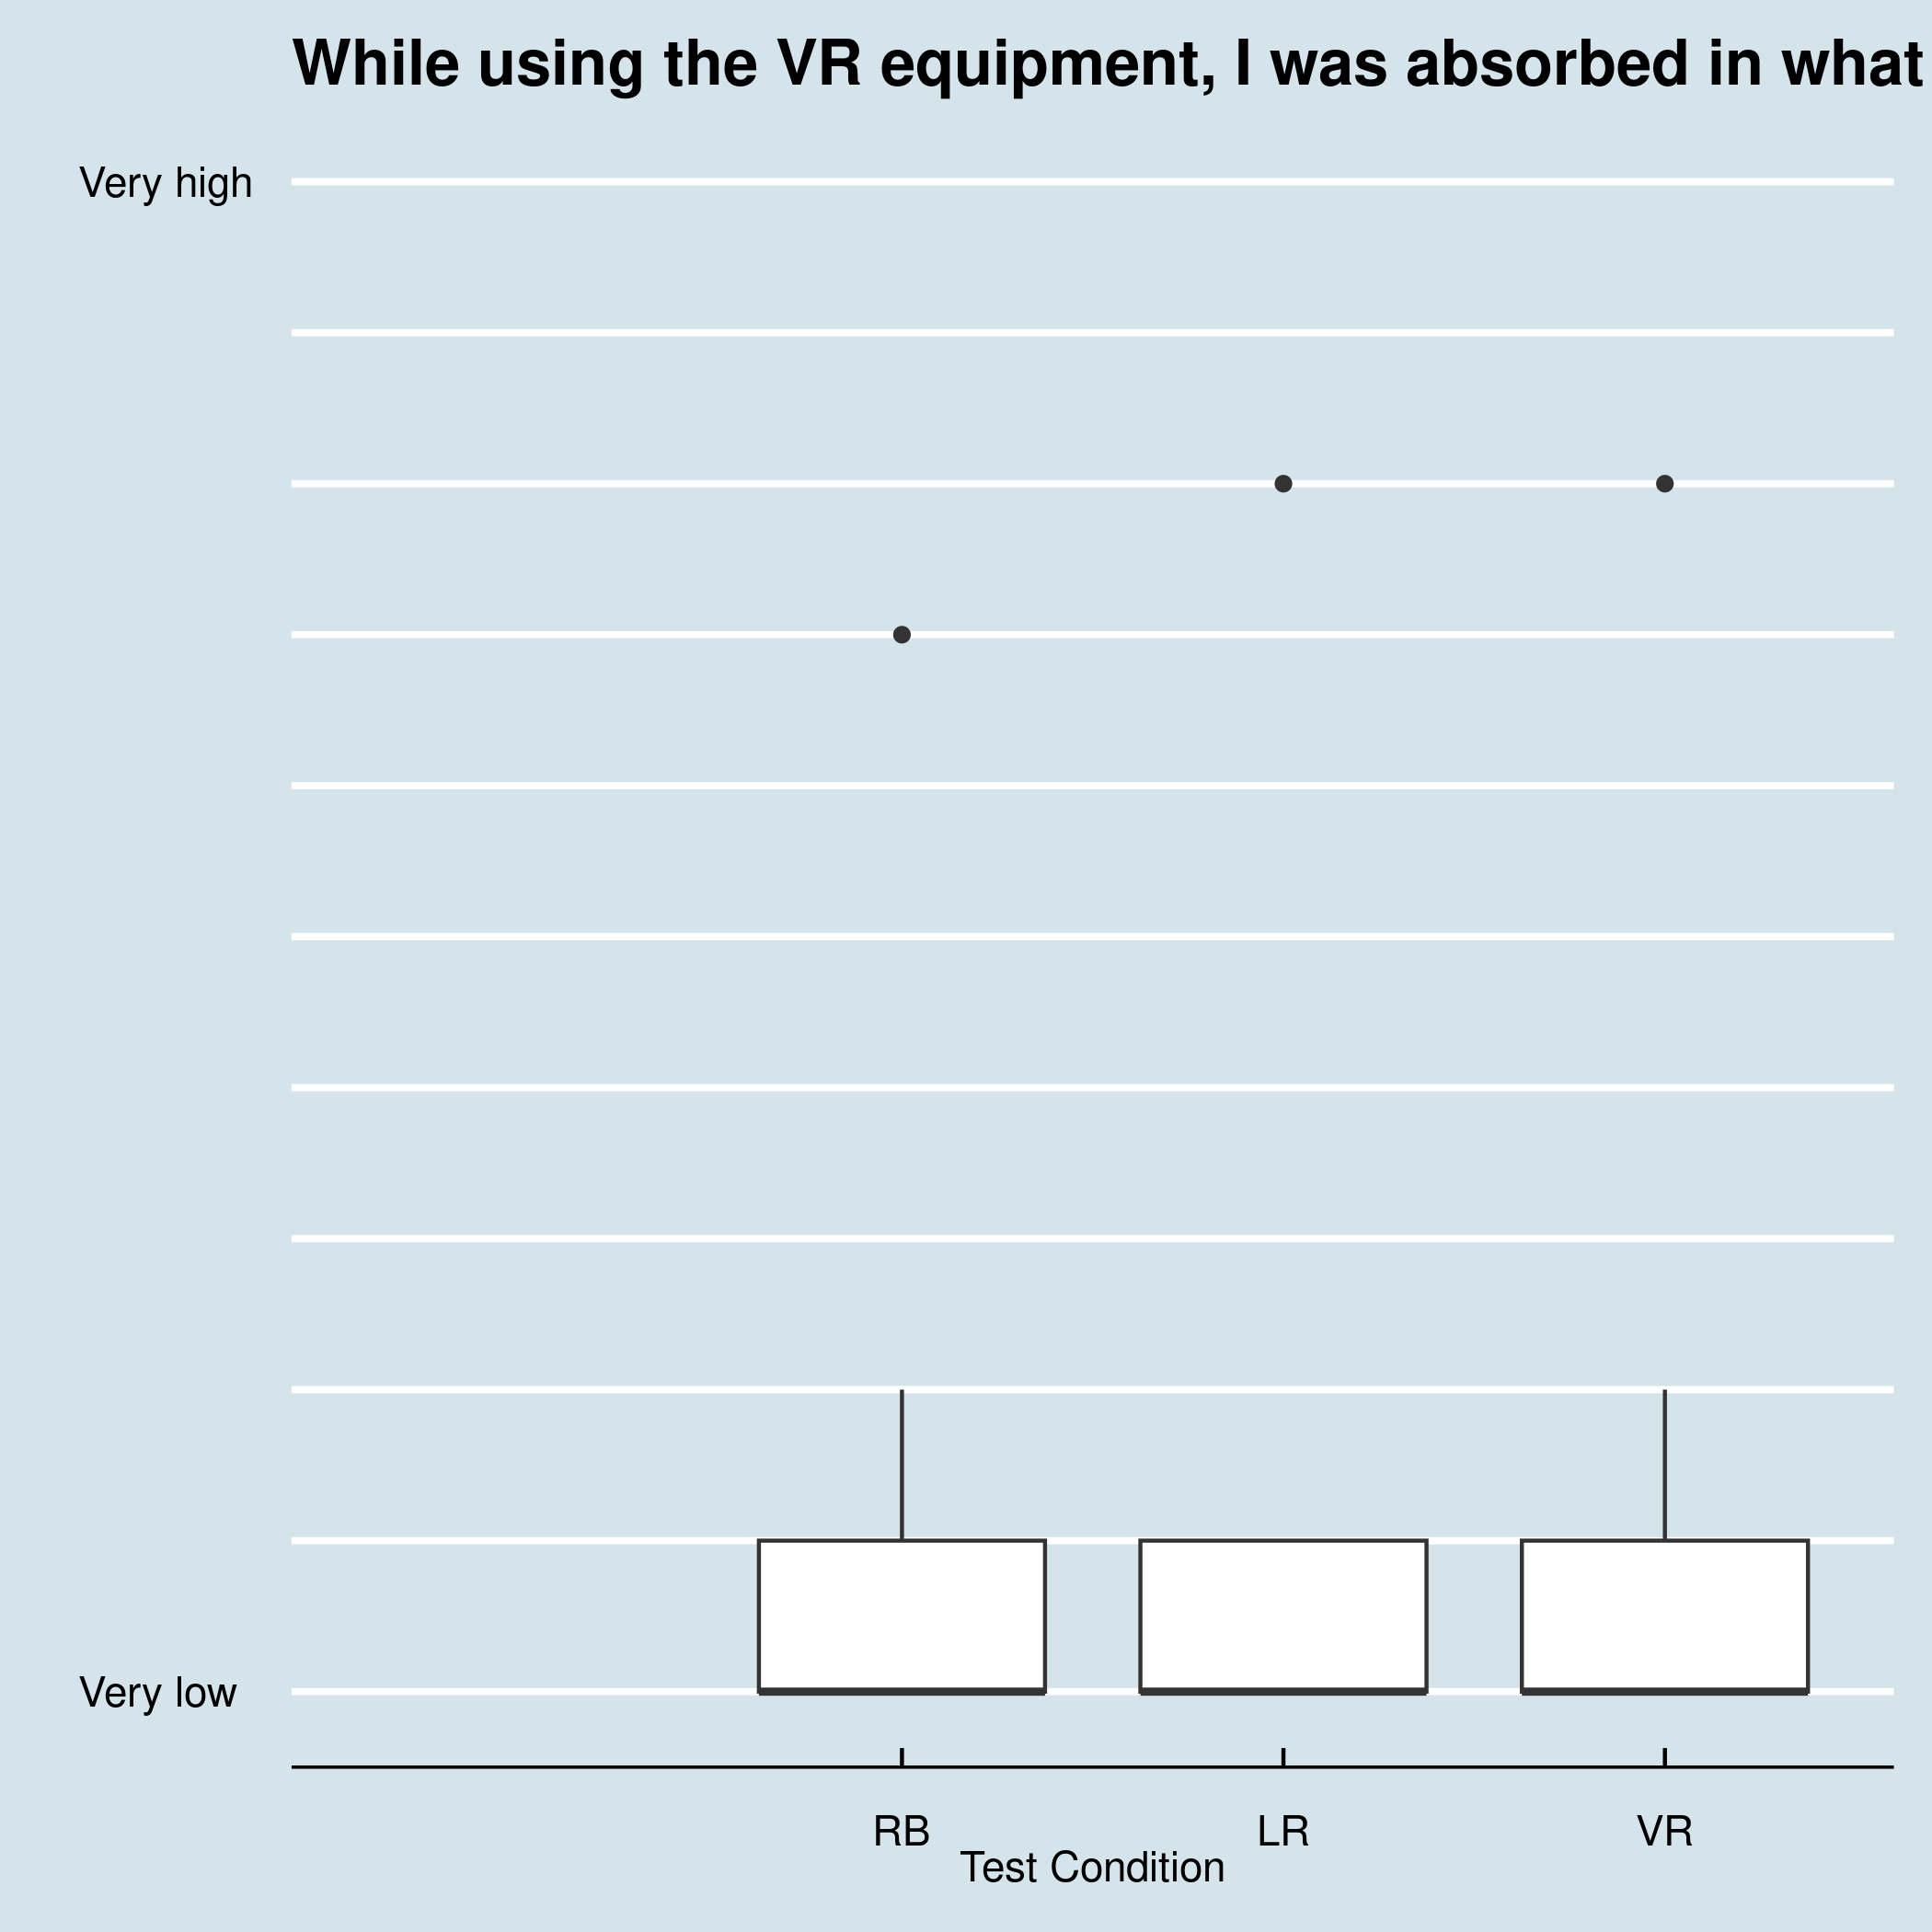 While using the VR equipment, I was absorbed in what
Very high
Very low
RB LR VR
Test Condition